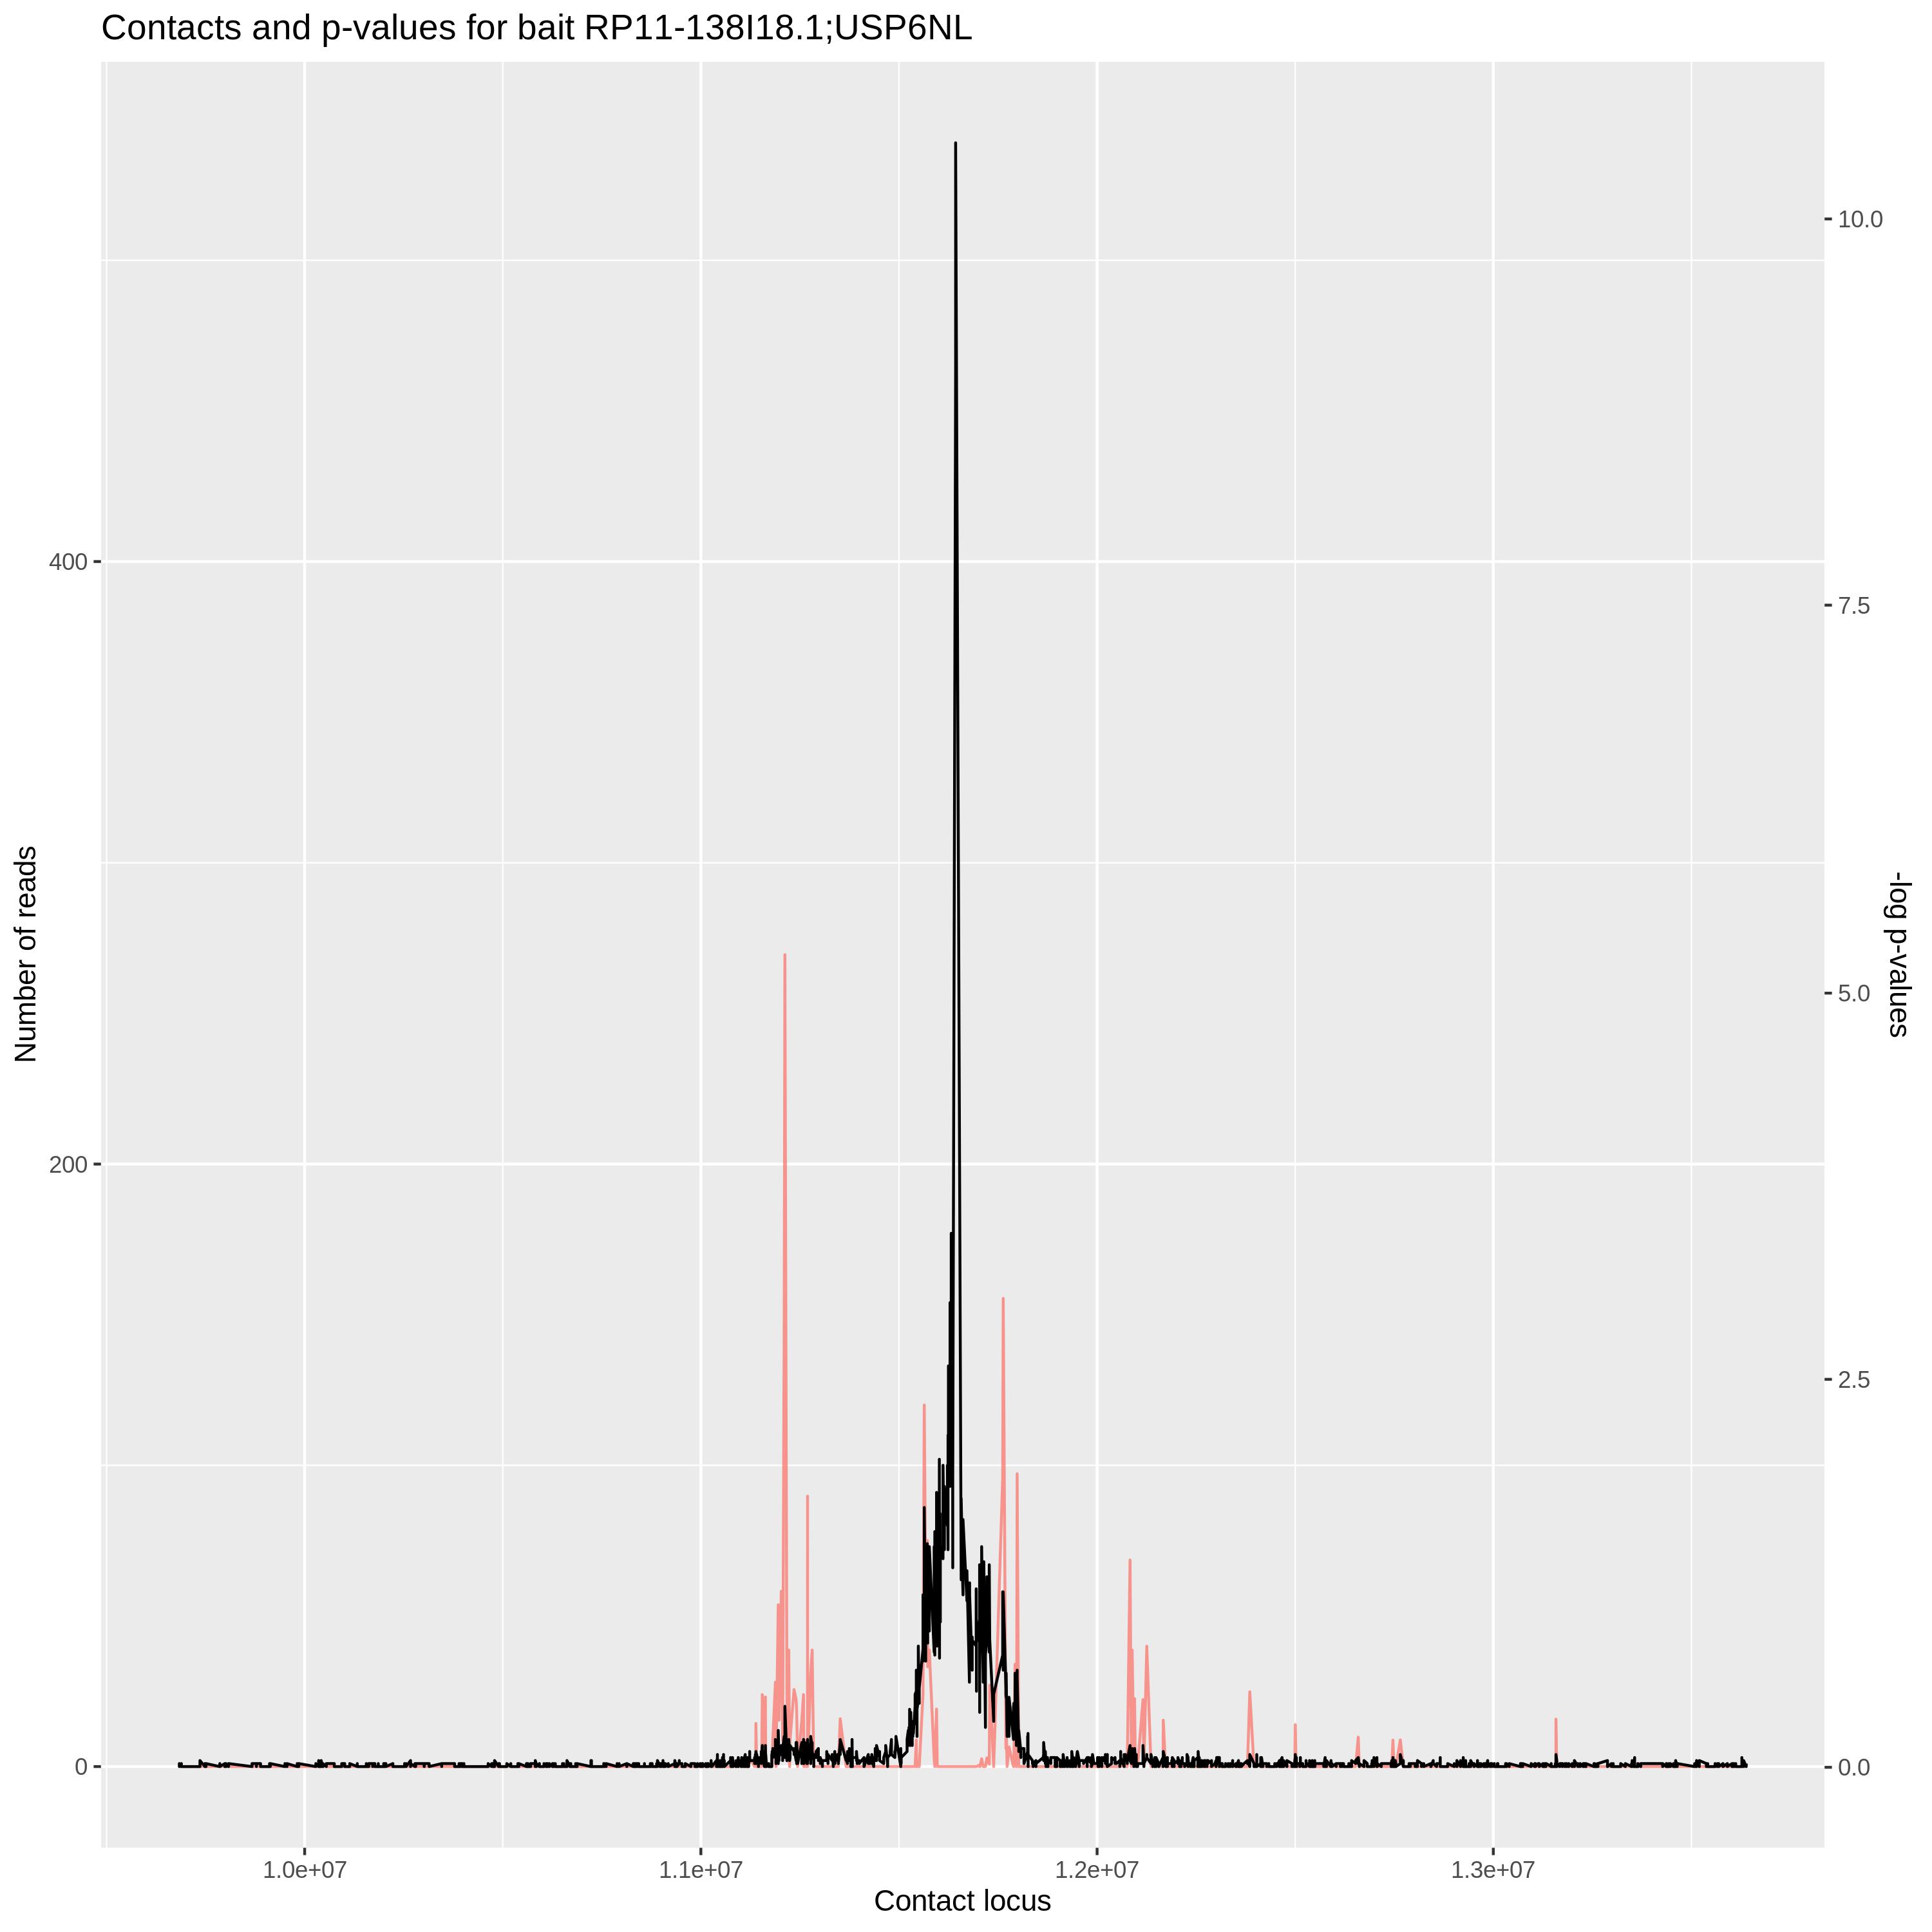 Contacts and p-values for bait RP11-138I18.1;USP6NL
Number of reads
400
200
0
10.0
7.5
5.0
2.5
0.0
-log p-values
1.0e+07
1.1e+07
1.2e+07
1.3e+07
Contact locus